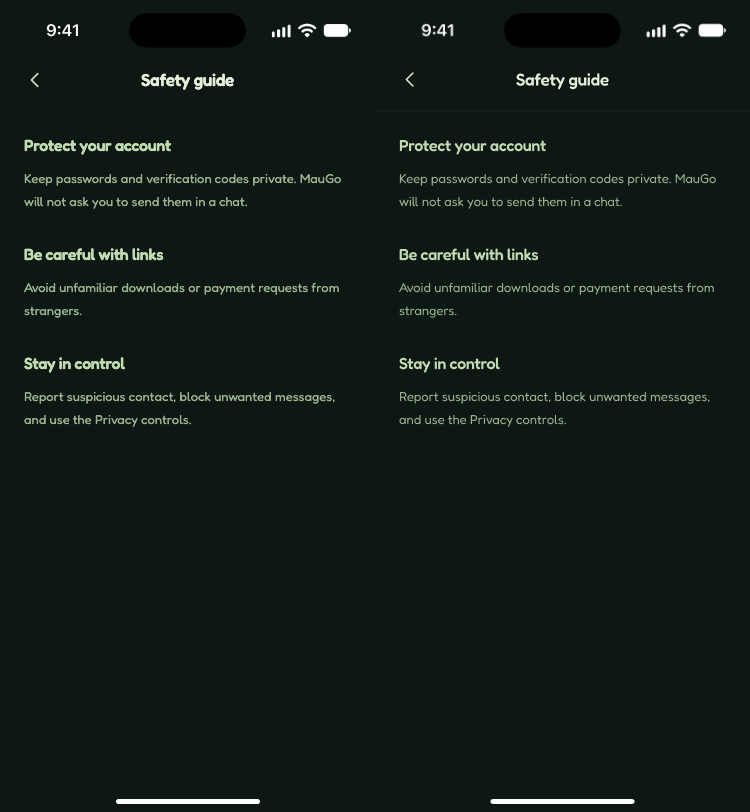 9:41
Safety guide
Protect your account
Keep passwords and verification codes private. MauGo
will not ask you to send them in a chat.
Be careful with links
Avoid unfamiliar downloads or payment requests from
strangers.
Stay in control
Report suspicious contact, block unwanted messages,
and use the Privacy controls.
9:41
Safety guide
Protect your account
Keep passwords and verification codes private. MauGo
will not ask you to send them in a chat.
Be careful with links
Avoid unfamiliar downloads or payment requests from
strangers.
Stay in control
Report suspicious contact, block unwanted messages,
and use the Privacy controls.